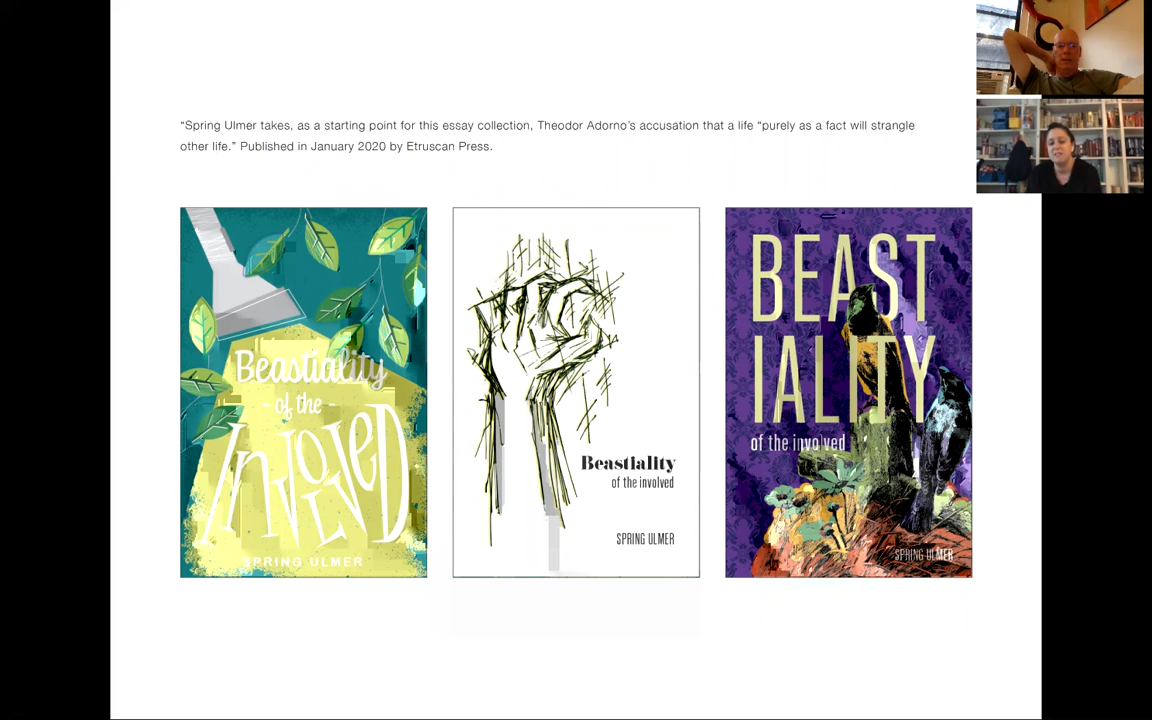 “Spring Ulmer takes, as a starting point for this essay collection, Theodor Adorno’s accusation that a life “purely as a fact will strangle
other life.” Published in January 2020 by Etruscan Press.
Beastiality
- of the -
InVoLVeD
SPRING ULMER
Beastiality
of the involved
SPRING ULMER
BEAST
IALITY
of the involved
SPRING ULMER